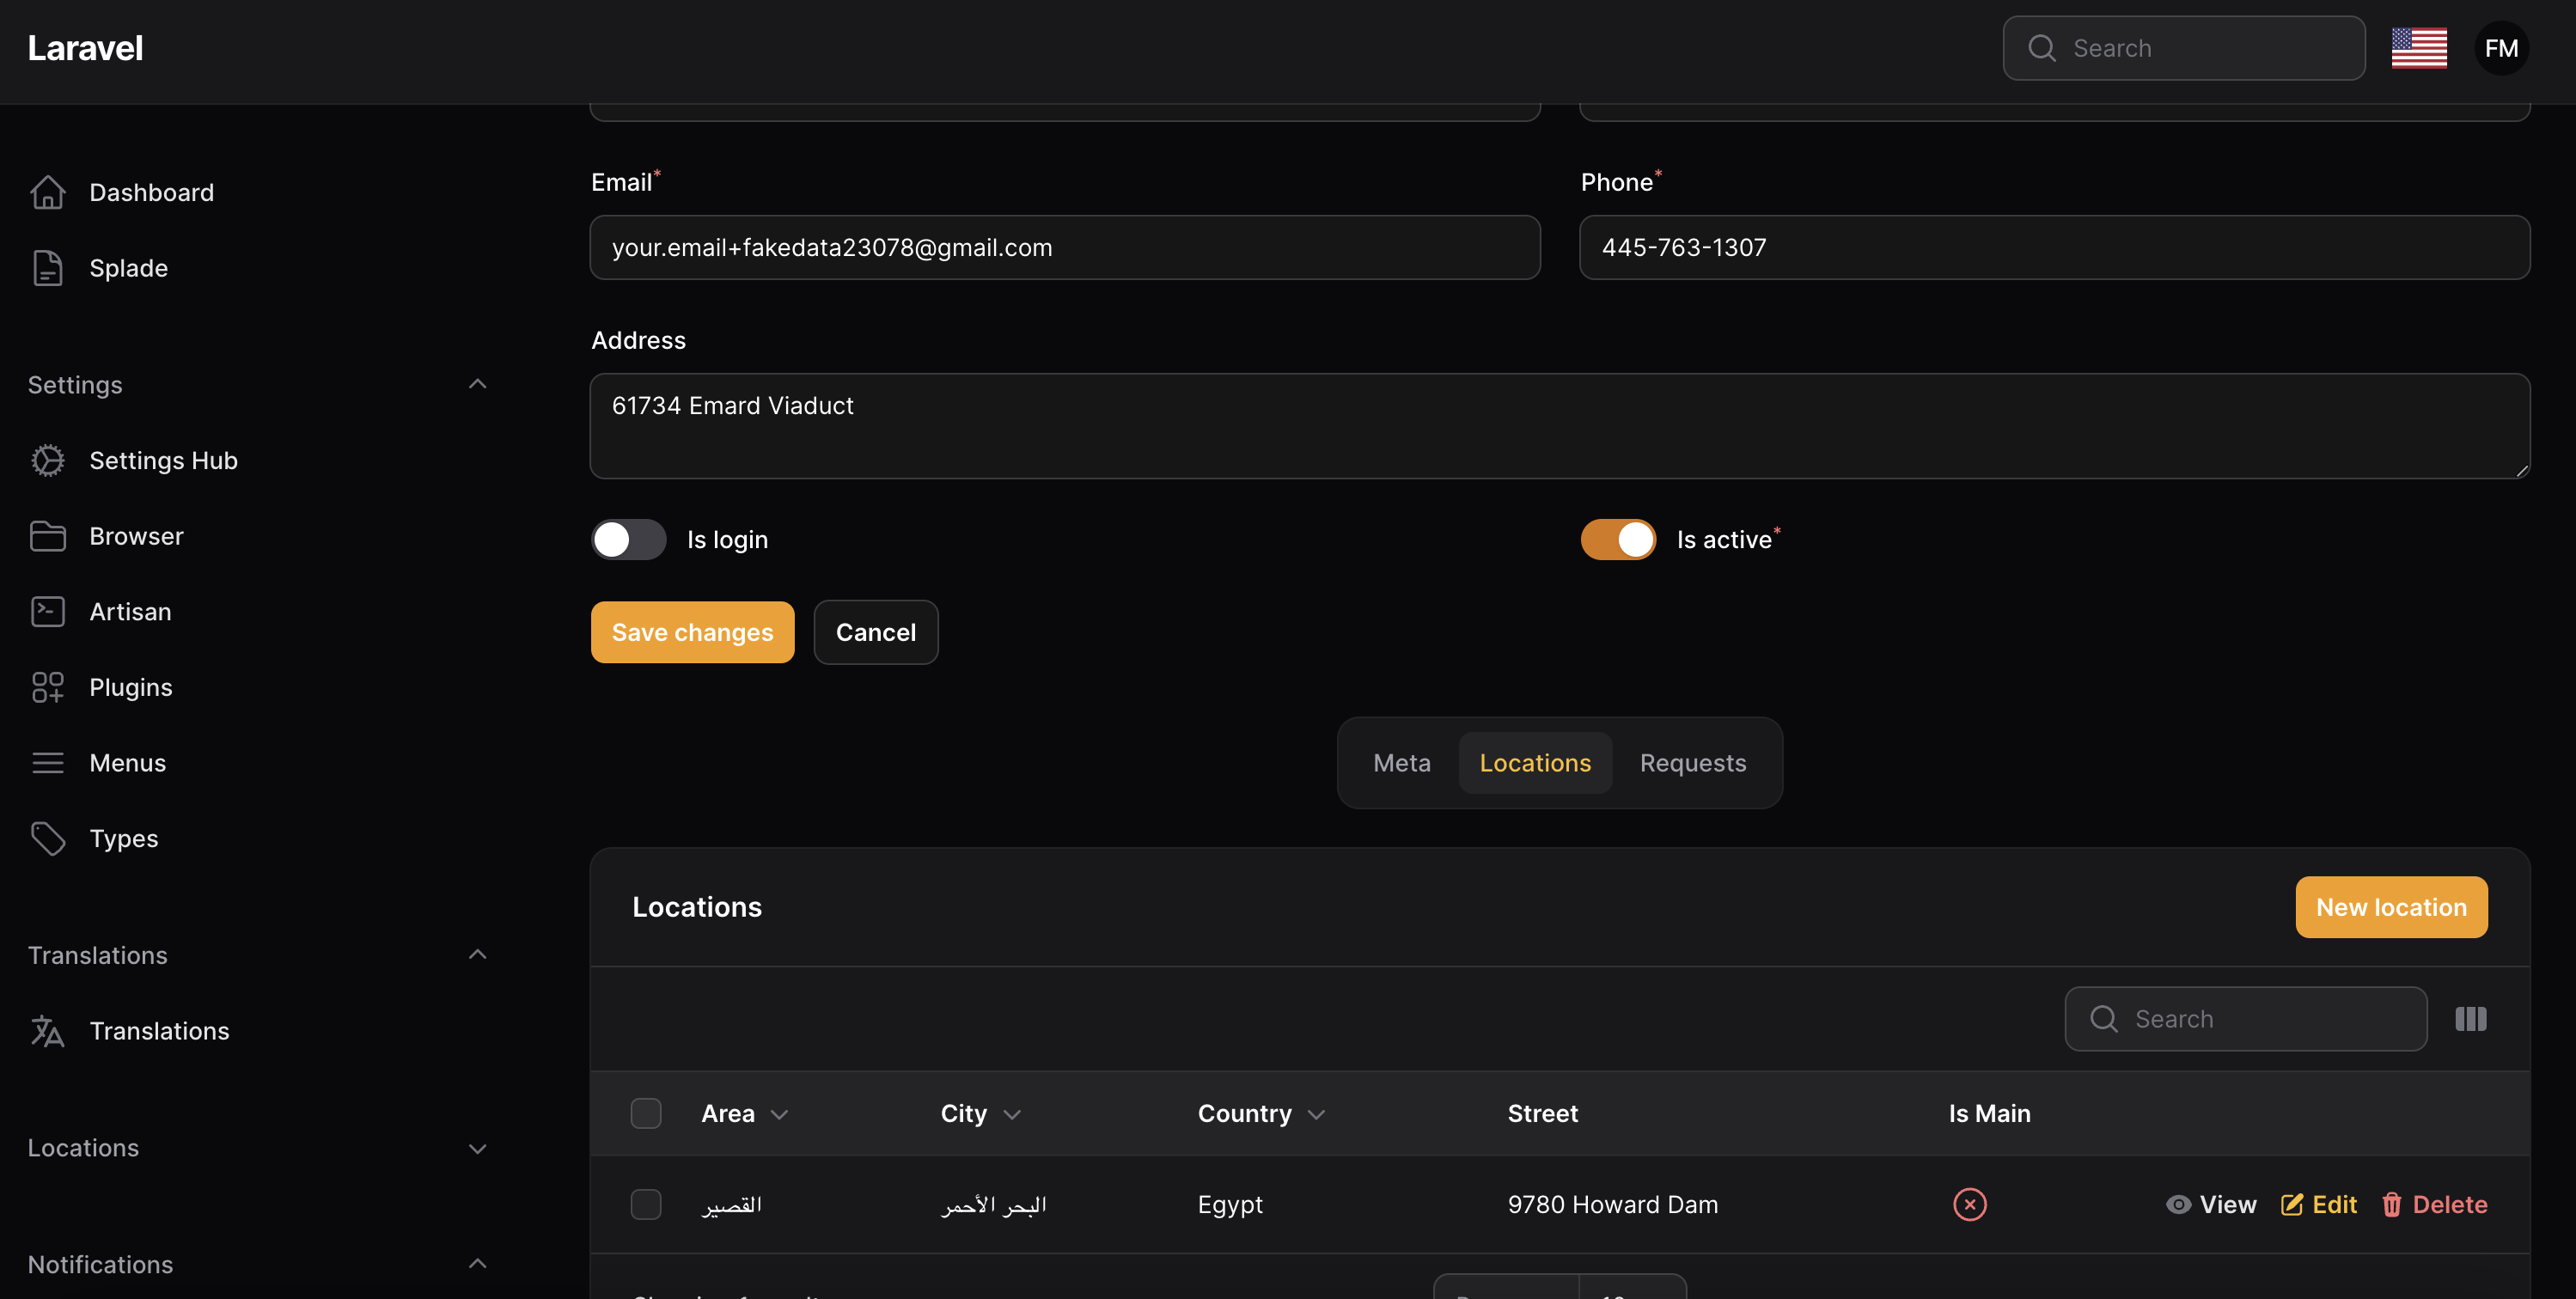 Laravel
Search
FM
Dashboard
Splade
Settings
Settings Hub
Browser
Artisan
Plugins
Menus
Types
Translations
Translations
Locations
Notifications
Email*
Phone*
your.email+fakedata23078@gmail.com
445-763-1307
Address
61734 Emard Viaduct
Is login
Is active*
Save changes
Cancel
Meta
Locations
Requests
Locations
New location
Search
Area
City
Country
Street
Is Main
القصير
البحر الأحمر
Egypt
9780 Howard Dam
View
Edit
Delete